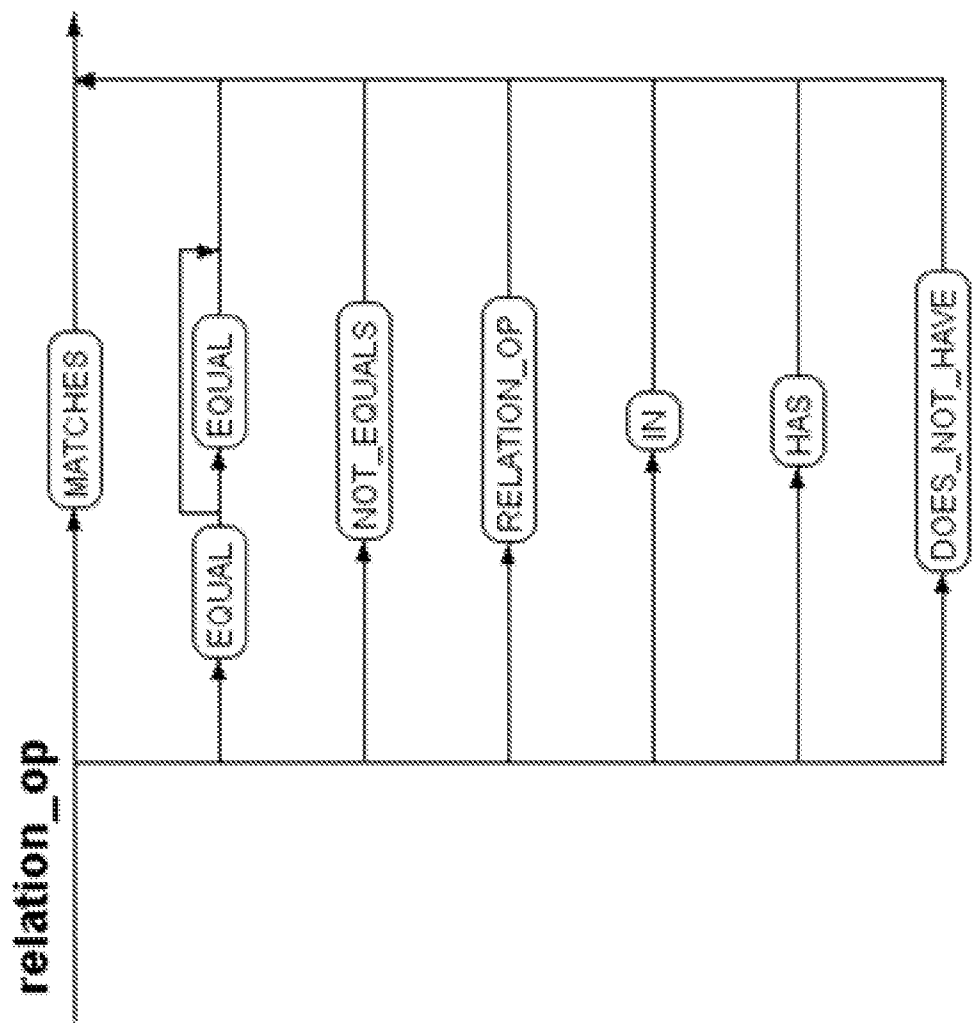 relation_op
MATCHES
EQUAL EQUAL
NOT_EQUALS
RELATION_OP
IN
HAS
DOES_NOT_HAVE